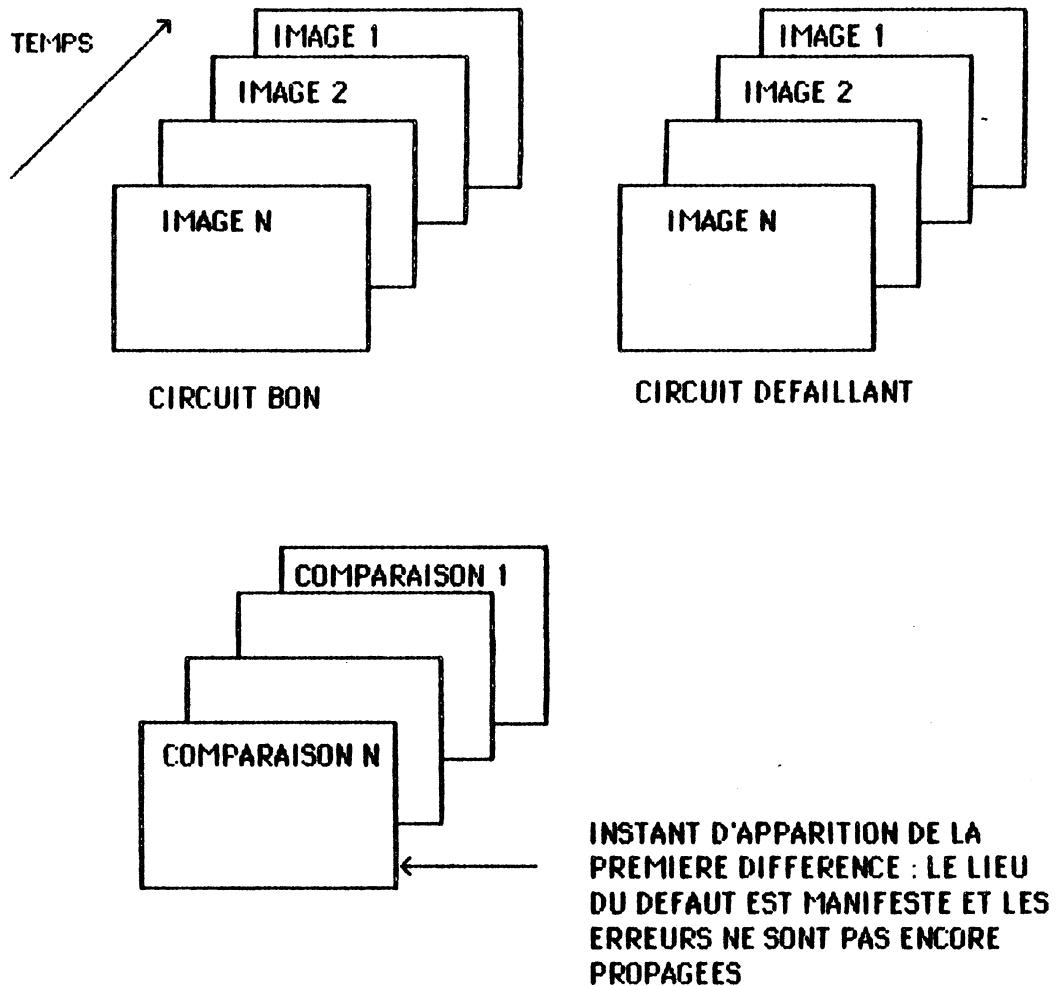 TEMPS
IMAGE 1
IMAGE 2
IMAGE N
CIRCUIT BON
IMAGE 1
IMAGE 2
IMAGE N
CIRCUIT DEFAILLANT
COMPARAISON 1
COMPARAISON N
INSTANT D'APPARITION DE LA
PREMIERE DIFFERENCE : LE LIEU
DU DEFAUT EST MANIFESTE ET LES
ERREURS NE SONT PAS ENCORE
PROPAGEES